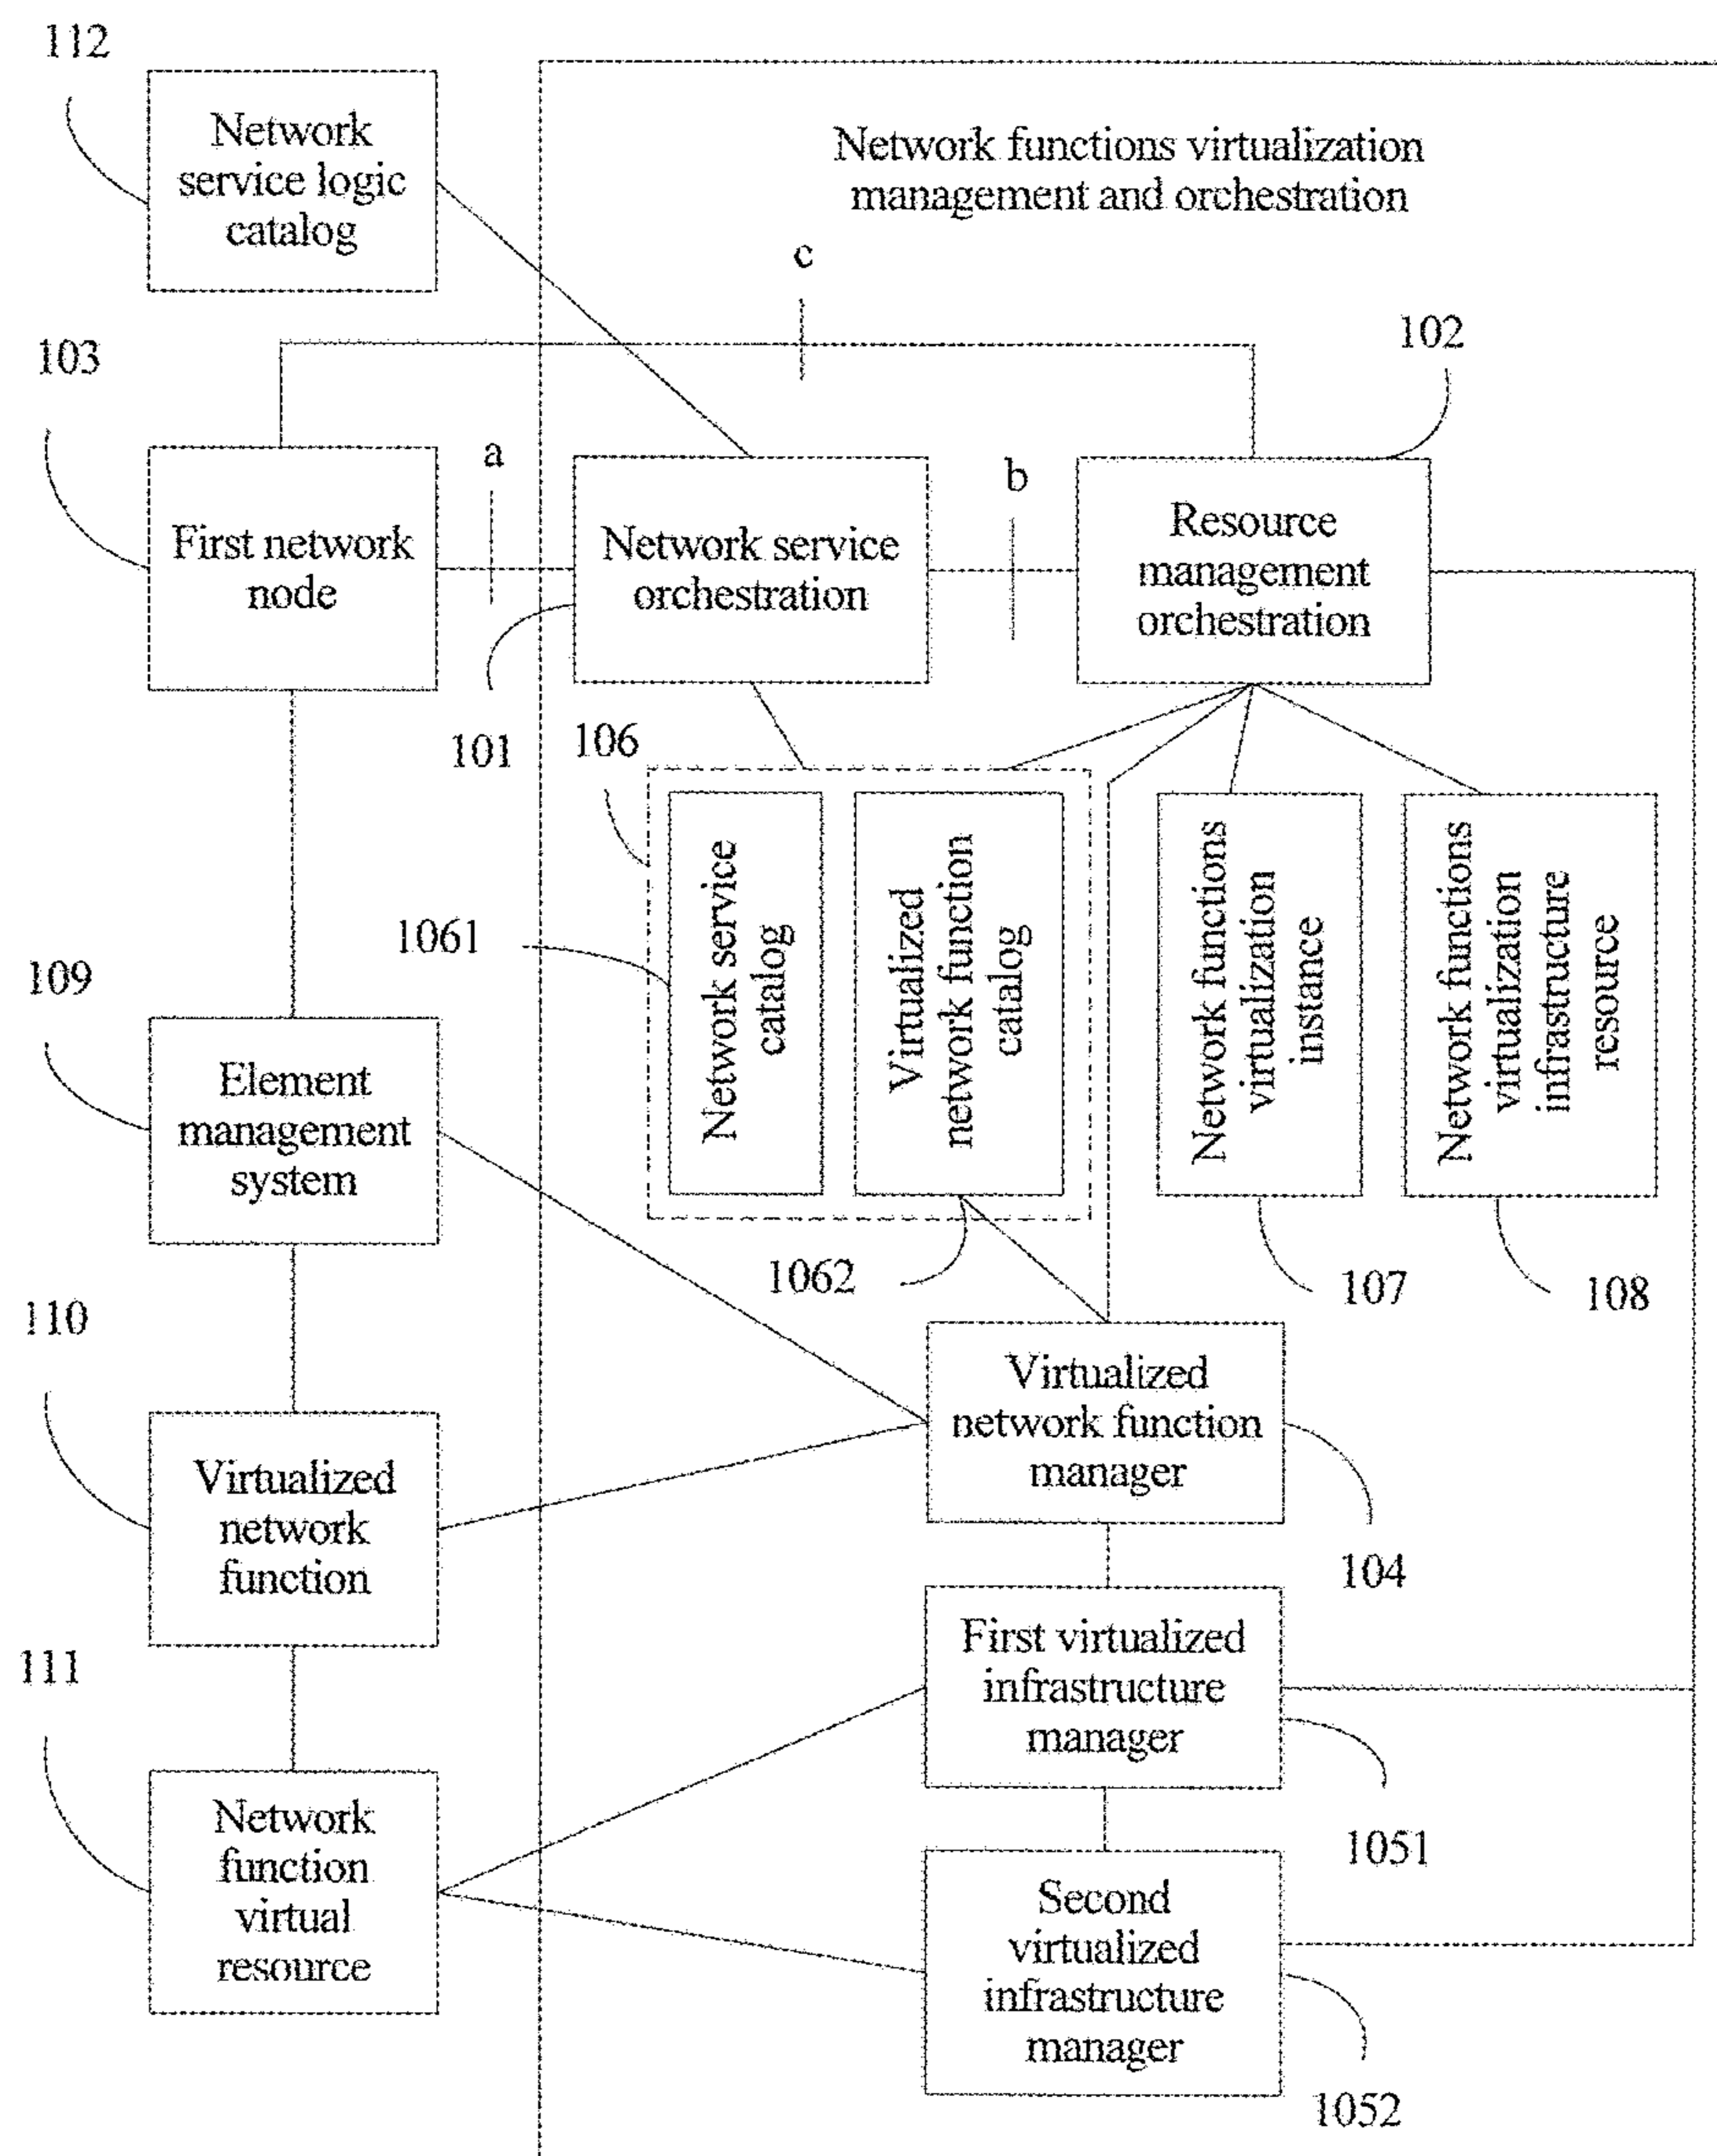 112
Network
service logic
catalog
Network functions virtualization
management and orchestration
c
103
102
First network
node
a
Network service
orchestration
b
Resource
management
orchestration
101
106
1061
Network service
catalog
Virtualized
network function
catalog
Network functions
virtualization
instance
Network functions
virtualization
infrastructure
resource
109
Element
management
system
1062
107
108
110
Virtualized
network function
manager
Virtualized
network
function
104
111
First virtualized
infrastructure
manager
Network
function
virtual
resource
1051
Second
virtualized
infrastructure
manager
1052